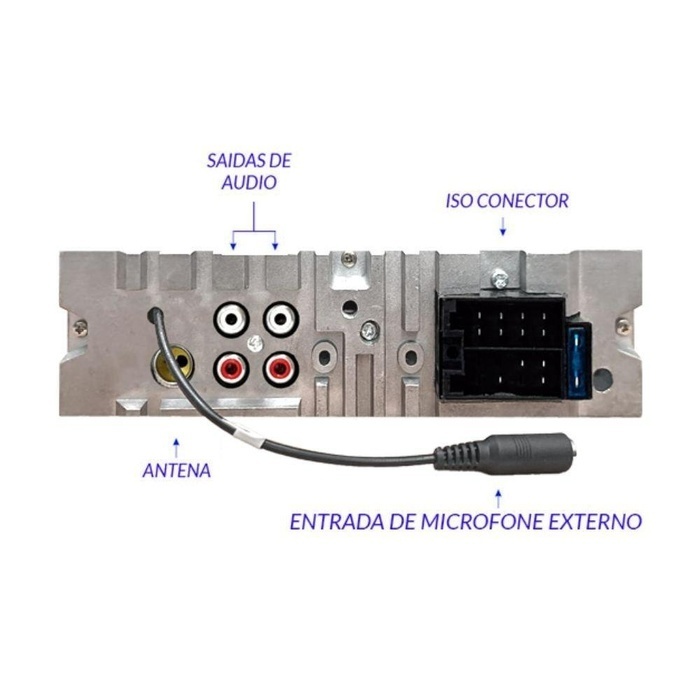 SAIDAS DE
AUDIO
ISO CONECTOR
ANTENA
ENTRADA DE MICROFONE EXTERNO